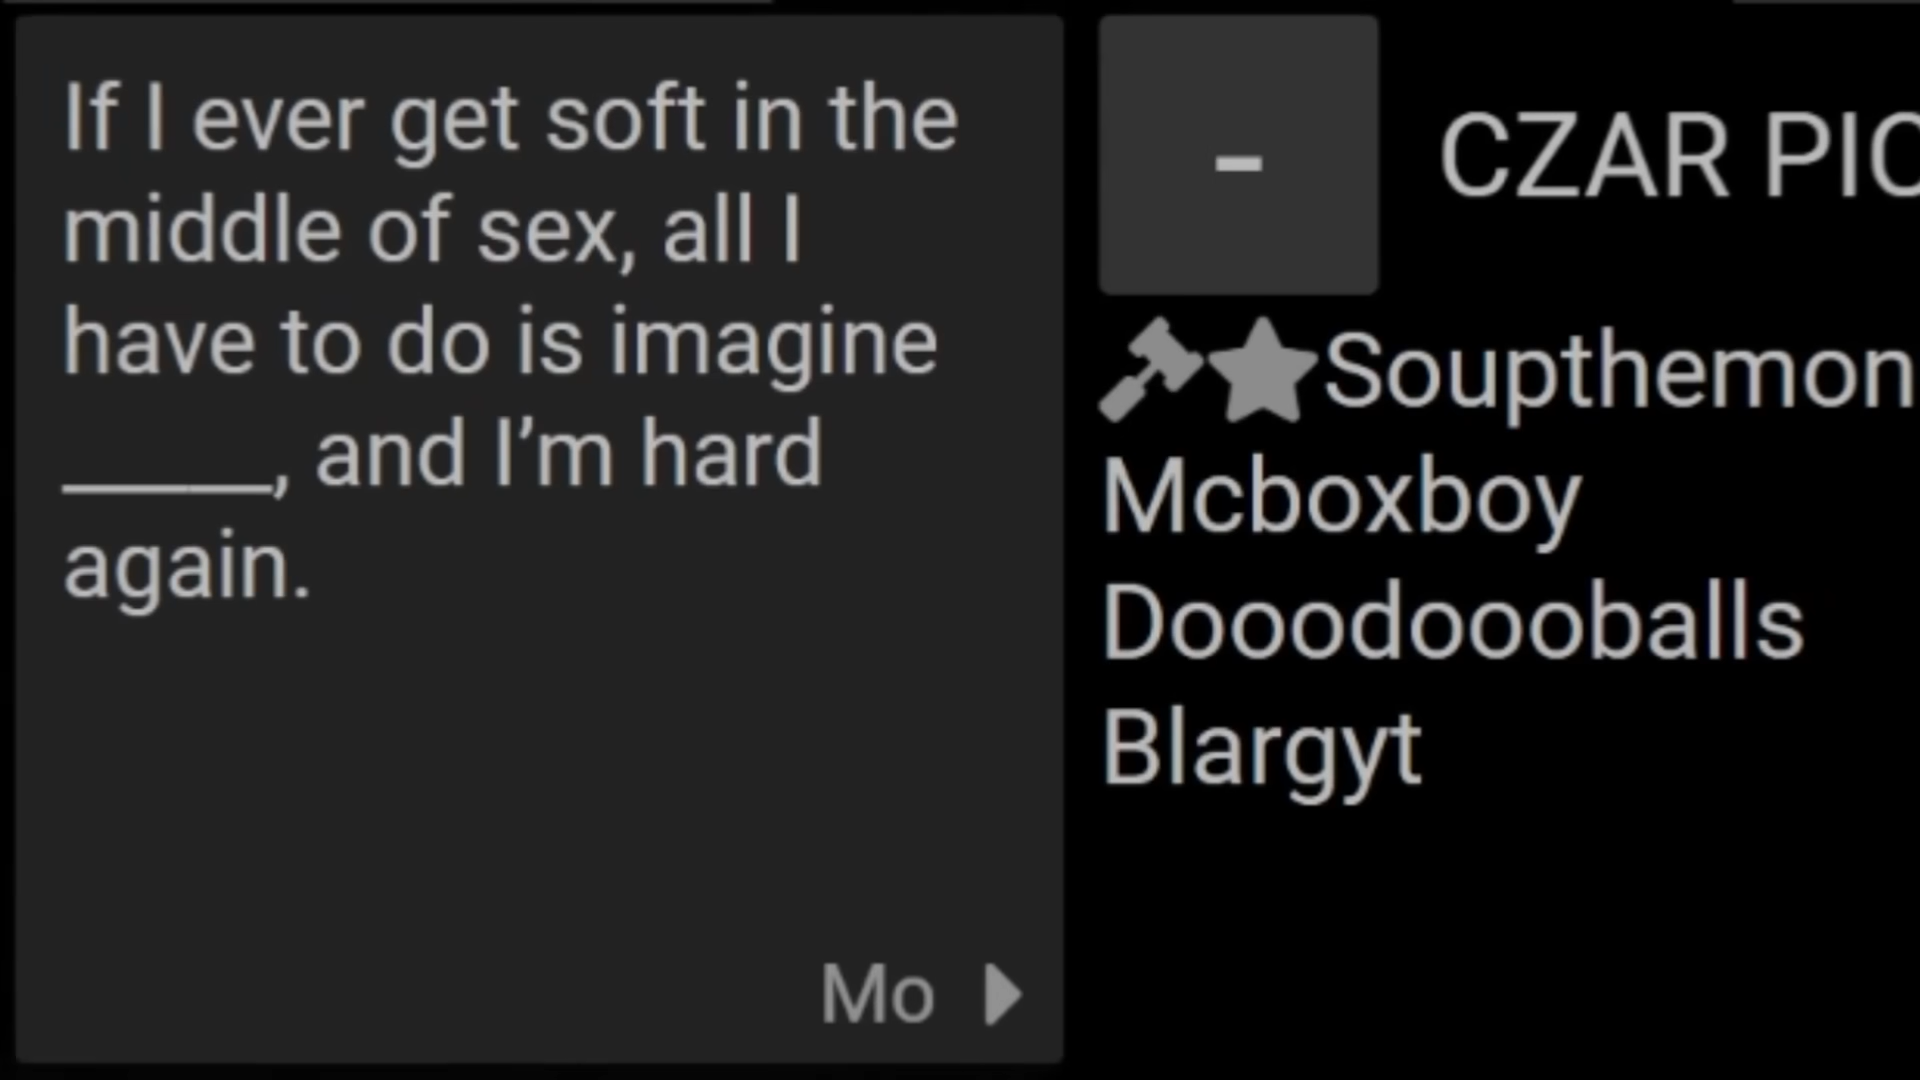 If I ever get soft in the
middle of sex, all I
have to do is imagine
_____, and I’m hard
again.
Mo
-
CZAR PIC
Soupthemon
Mcboxboy
Dooodoooballs
Blargyt